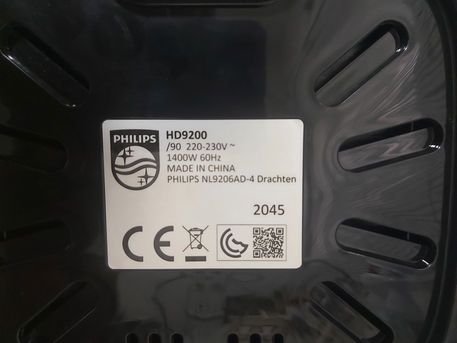 PHILIPS
HD9200
/90 220-230V ~
1400W 60Hz
MADE IN CHINA
PHILIPS NL9206AD-4 Drachten
2045
CE